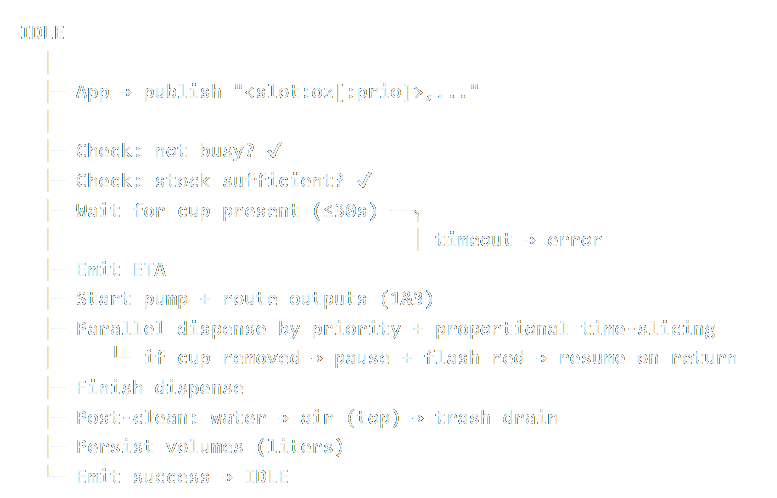 IDLE
│
├─ App → publish "<slot:oz[:prio]>,..."
│
├─ Check: not busy? ✓
├─ Check: stock sufficient? ✓
├─ Wait for cup present (≤30s) ──┐
│                                │ timeout → error
├─ Emit ETA
├─ Start pump + route outputs (1&3)
├─ Parallel dispense by priority + proportional time-slicing
│     └─ if cup removed → pause + flash red → resume on return
├─ Finish dispense
├─ Post-clean: water → air (top) → trash drain
├─ Persist volumes (liters)
└─ Emit success → IDLE